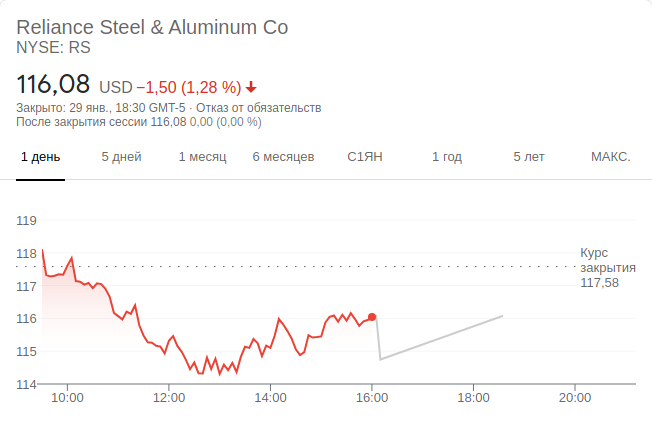 Reliance Steel & Aluminum Co
NYSE: RS
116,08 USD −1,50 (1,28 %)
Закрыто: 29 янв., 18:30 GMT-5 · Отказ от обязательств
После закрытия сессии 116,08 0,00 (0,00 %)
1 день 5 дней 1 месяц 6 месяцев С1ЯН 1 год 5 лет МАКС.
119
118
117
116
115
114
Курс
закрытия
117,58
10:00 12:00 14:00 16:00 18:00 20:00